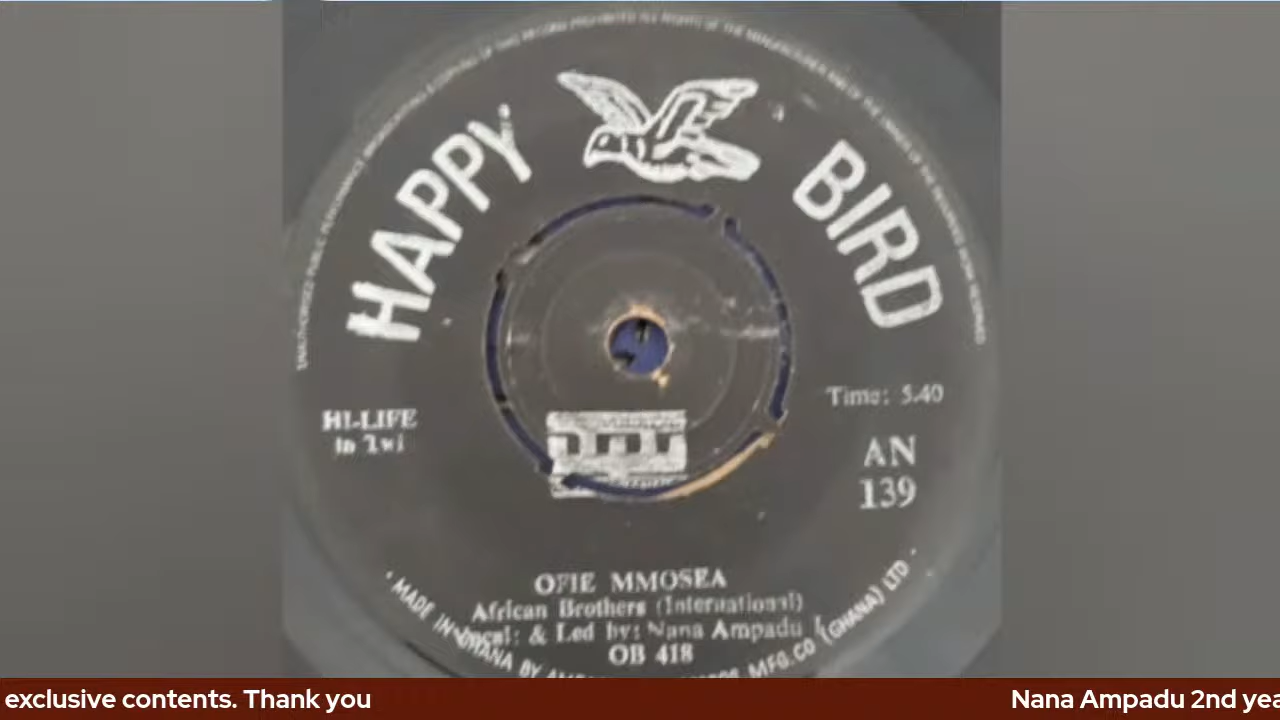 HAPPY BIRD
HI-LIFE
In Twi
Time: 5.40
AN
139
OFIE MMOSEA
African Brothers (International)
Vocal: & Led by: Nana Ampadu
OB 418
MADE IN GHANA BY MFG. CO (GHANA) LTD
exclusive contents. Thank you
Nana Ampadu 2nd yea